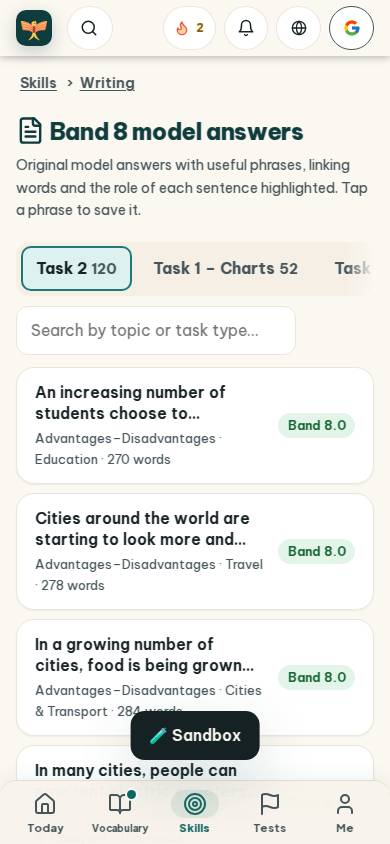 2
Skills > Writing
Band 8 model answers
Original model answers with useful phrases, linking
words and the role of each sentence highlighted. Tap
a phrase to save it.
Task 2 120 Task 1 – Charts 52 Task
Search by topic or task type...
An increasing number of
students choose to...
Advantages–Disadvantages ·
Education · 270 words
Band 8.0
Cities around the world are
starting to look more and...
Advantages–Disadvantages · Travel
· 278 words
Band 8.0
In a growing number of
cities, food is being grown...
Advantages–Disadvantages · Cities
& Transport · 284 words
Band 8.0
🧪 Sandbox
In many cities, people can
Today Vocabulary Skills Tests Me